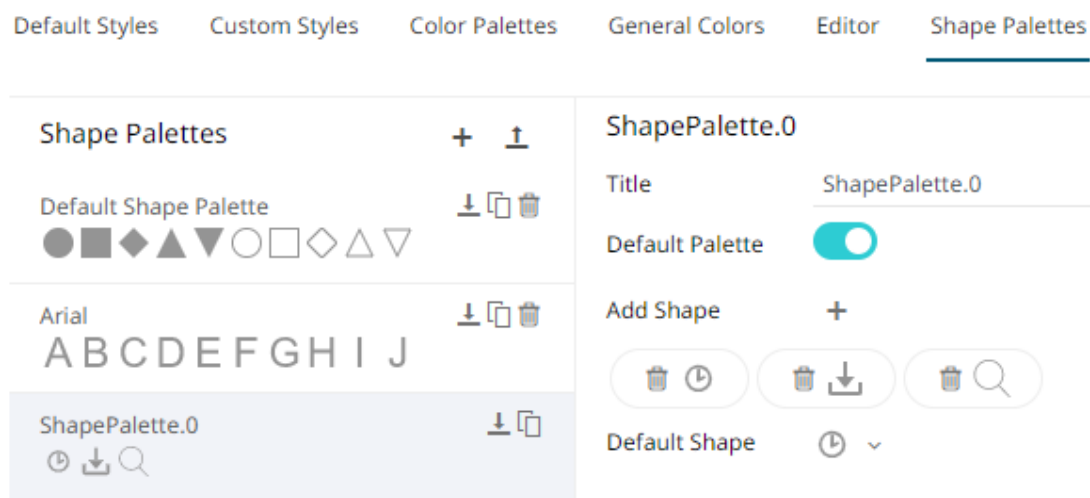 Default Styles Custom Styles Color Palettes General Colors Editor Shape Palettes
Shape Palettes
Default Shape Palette
Arial
A B C D E F G H I J
ShapePalette.0
ShapePalette.0
Title ShapePalette.0
Default Palette
Add Shape
Default Shape